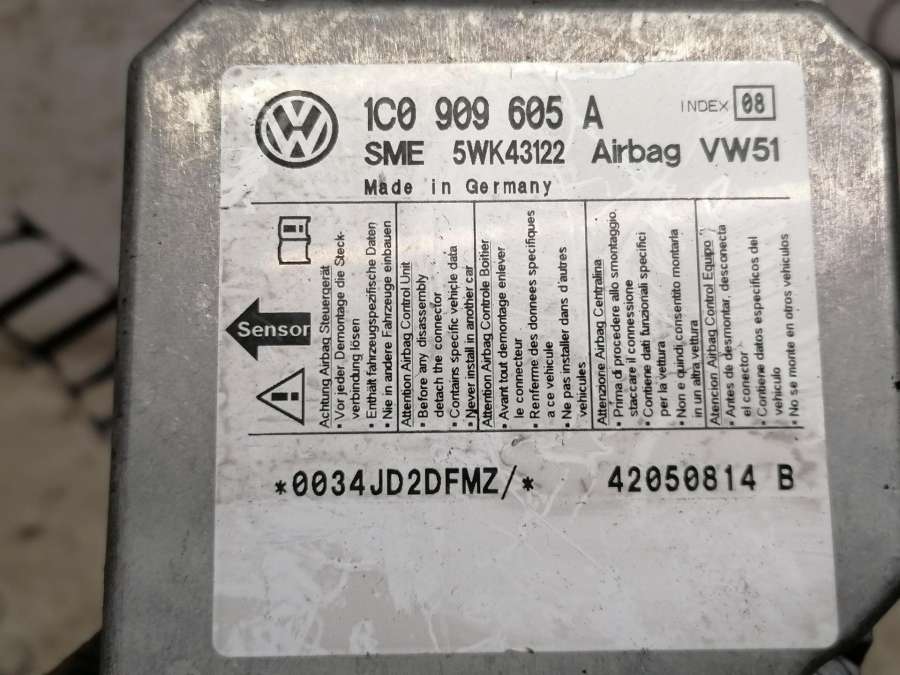 1C0 909 605 A
INDEX 08
SME 5WK43122 Airbag VW51
Made in Germany
Sensor
Achtung Airbag Steuergerät
• Vor jeder Demontage die Steck-
verbindung lösen
• Enthält fahrzeugspezifische Daten
• Nie in andere Fahrzeuge einbauen
Attention Airbag Control Unit
• Before any disassembly
detach the connector
• Contains specific vehicle data
• Never install in another car
Attention Airbag Controle Boitier
• Avant tout demontage enlever
le connecteur
• Renferme des donnees specifiques
a ce vehicule
• Ne pas installer dans d'autres
vehicules
Attenzione Airbag Centralina
• Prima di procedere allo smontaggio,
staccare il connessione
• Contiene dati funzionali specifici
per la vettura
• Non e quindi consentito montarla
in un altra vettura
Atencion Airbag Control Equipo
• Antes de desmontar, desconecta
el conector
• Contiene datos especificos del
vehiculo
• No se monte en otros vehiculos
*0034JD2DFMZ/*
42050814 B